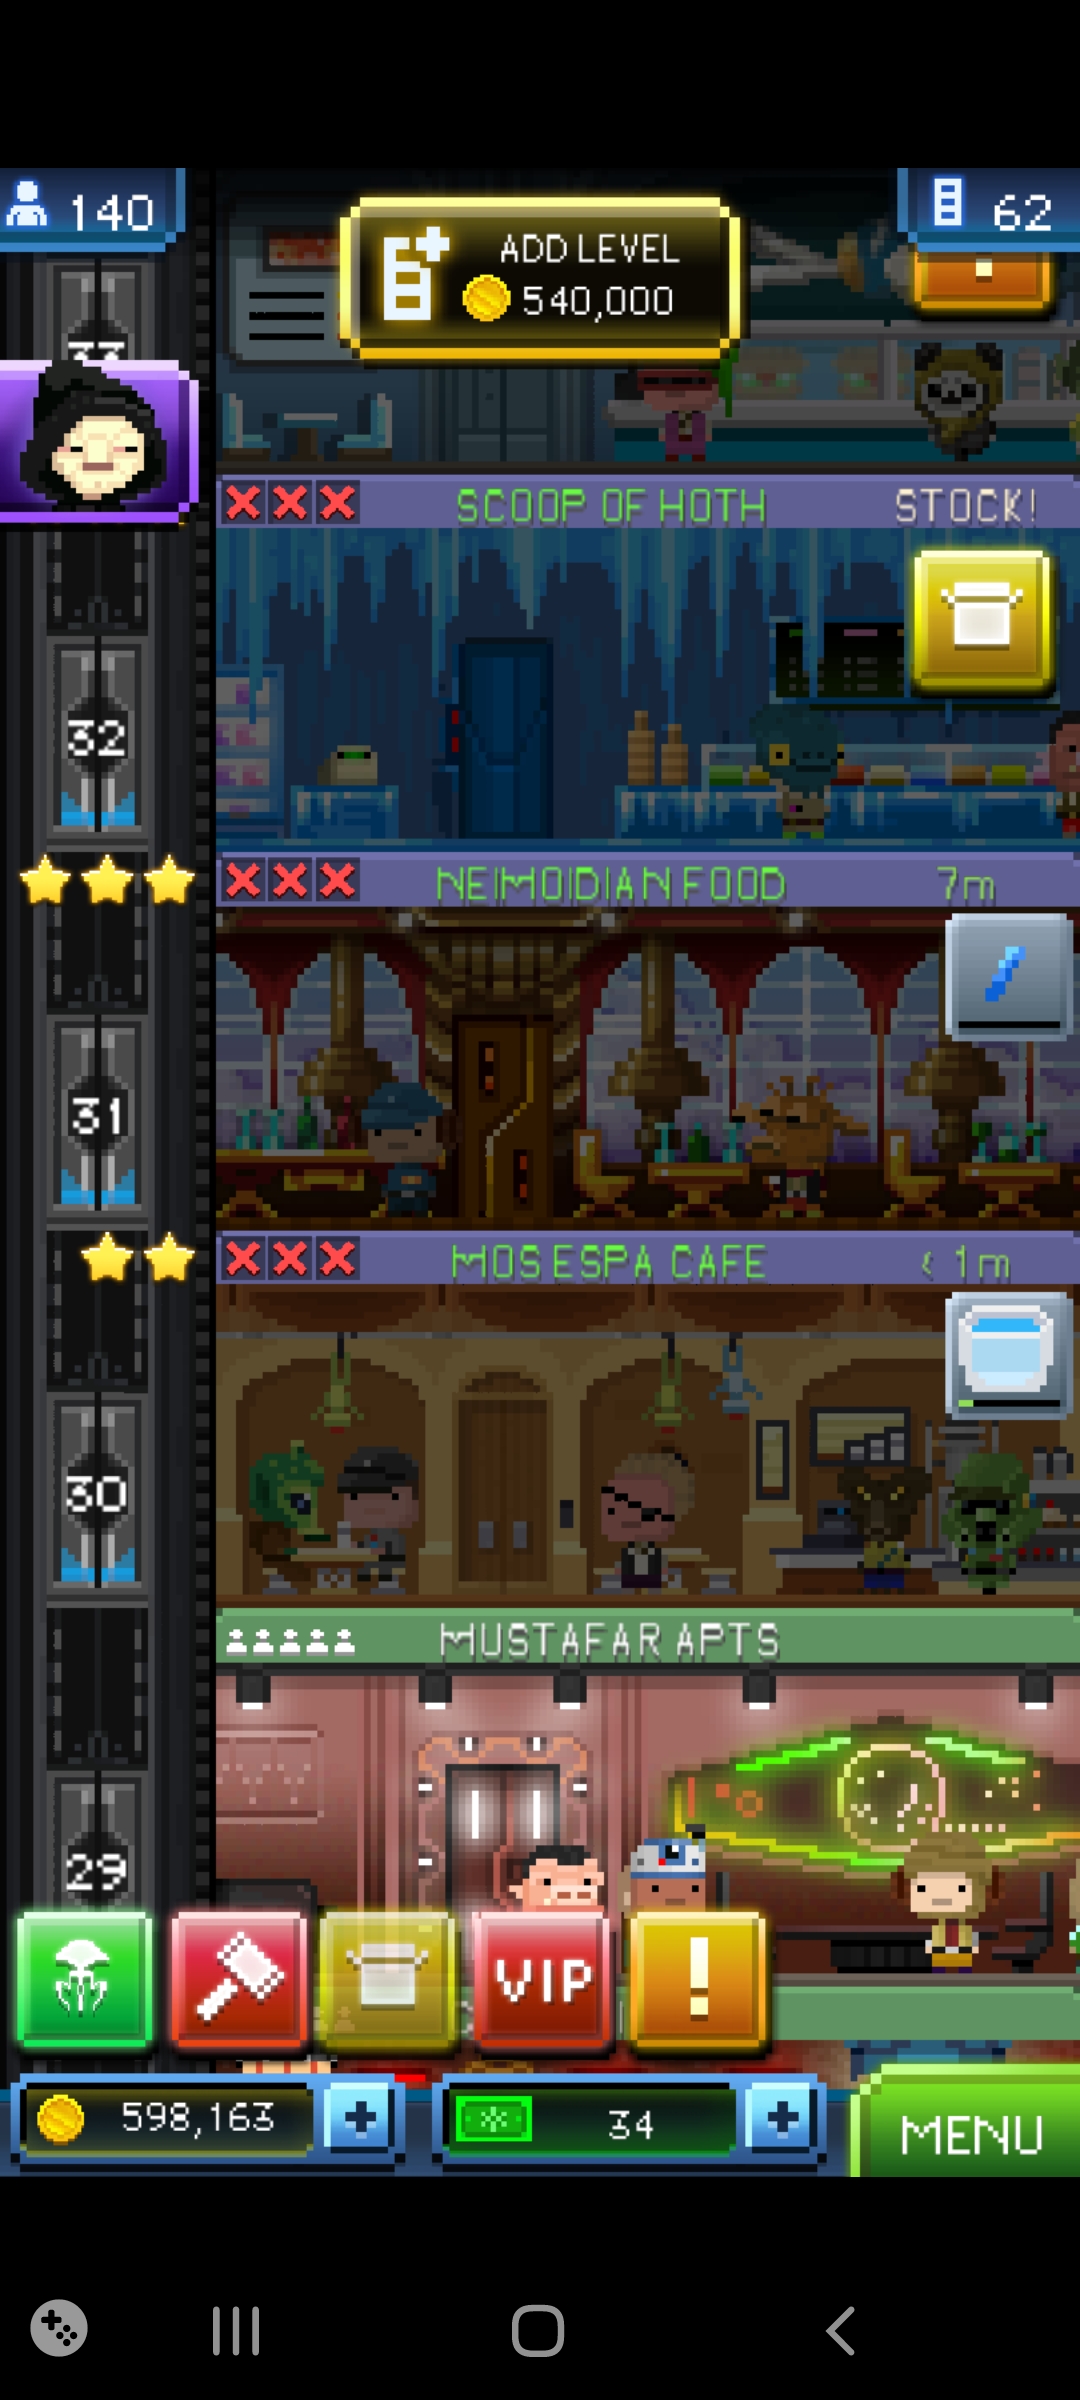 140
ADD LEVEL
540,000
62
33
SCOOP OF HOTH
STOCK!
32
NEIMOIDIAN FOOD
7m
31
MOS ESPA CAFE
< 1m
30
MUSTAFAR APTS
29
VIP
!
598,163
+
34
+
MENU